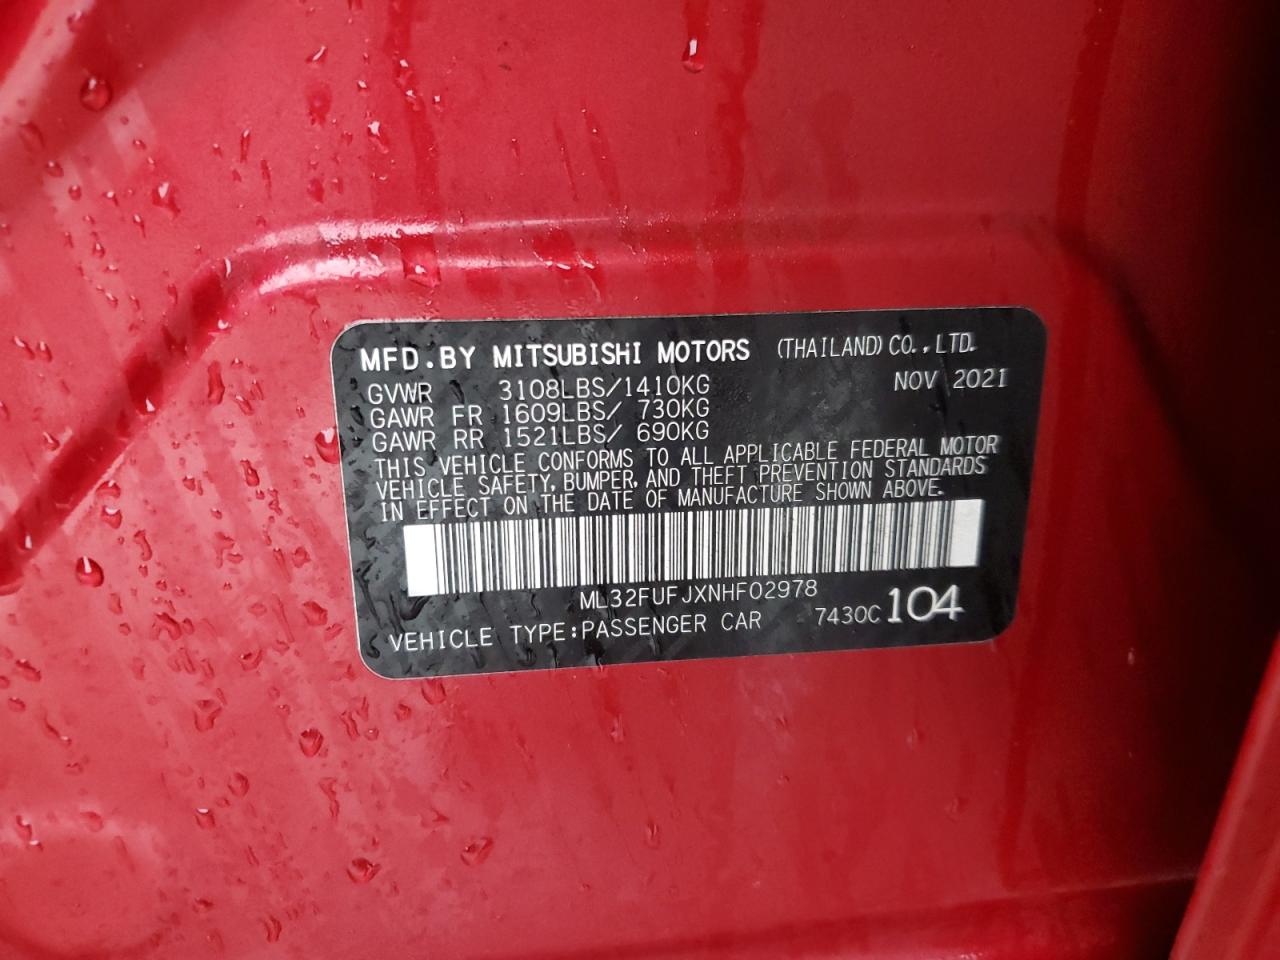 MFD.BY MITSUBISHI MOTORS (THAILAND) CO., LTD.
GVWR 3108LBS/1410KG NOV 2021
GAWR FR 1609LBS/ 730KG
GAWR RR 1521LBS/ 690KG
THIS VEHICLE CONFORMS TO ALL APPLICABLE FEDERAL MOTOR
VEHICLE SAFETY, BUMPER, AND THEFT PREVENTION STANDARDS
IN EFFECT ON THE DATE OF MANUFACTURE SHOWN ABOVE.
ML32FUFJXNHF02978
VEHICLE TYPE:PASSENGER CAR 7430C 104